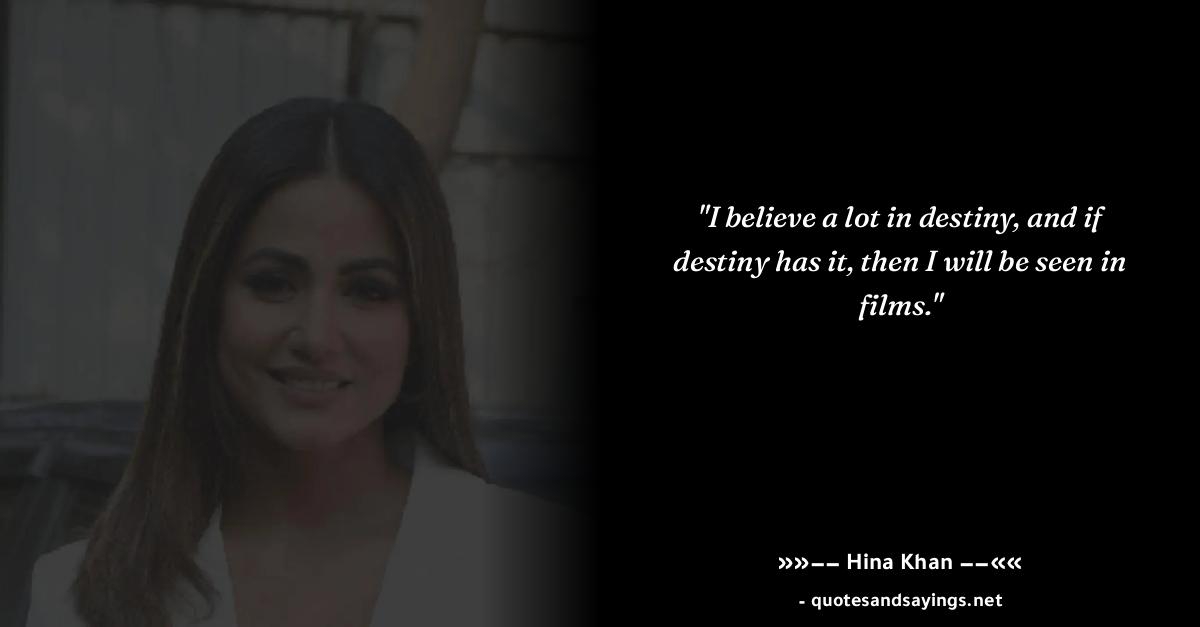 "I believe a lot in destiny, and if
destiny has it, then I will be seen in
films."
»»−− Hina Khan −−««
- quotesandsayings.net